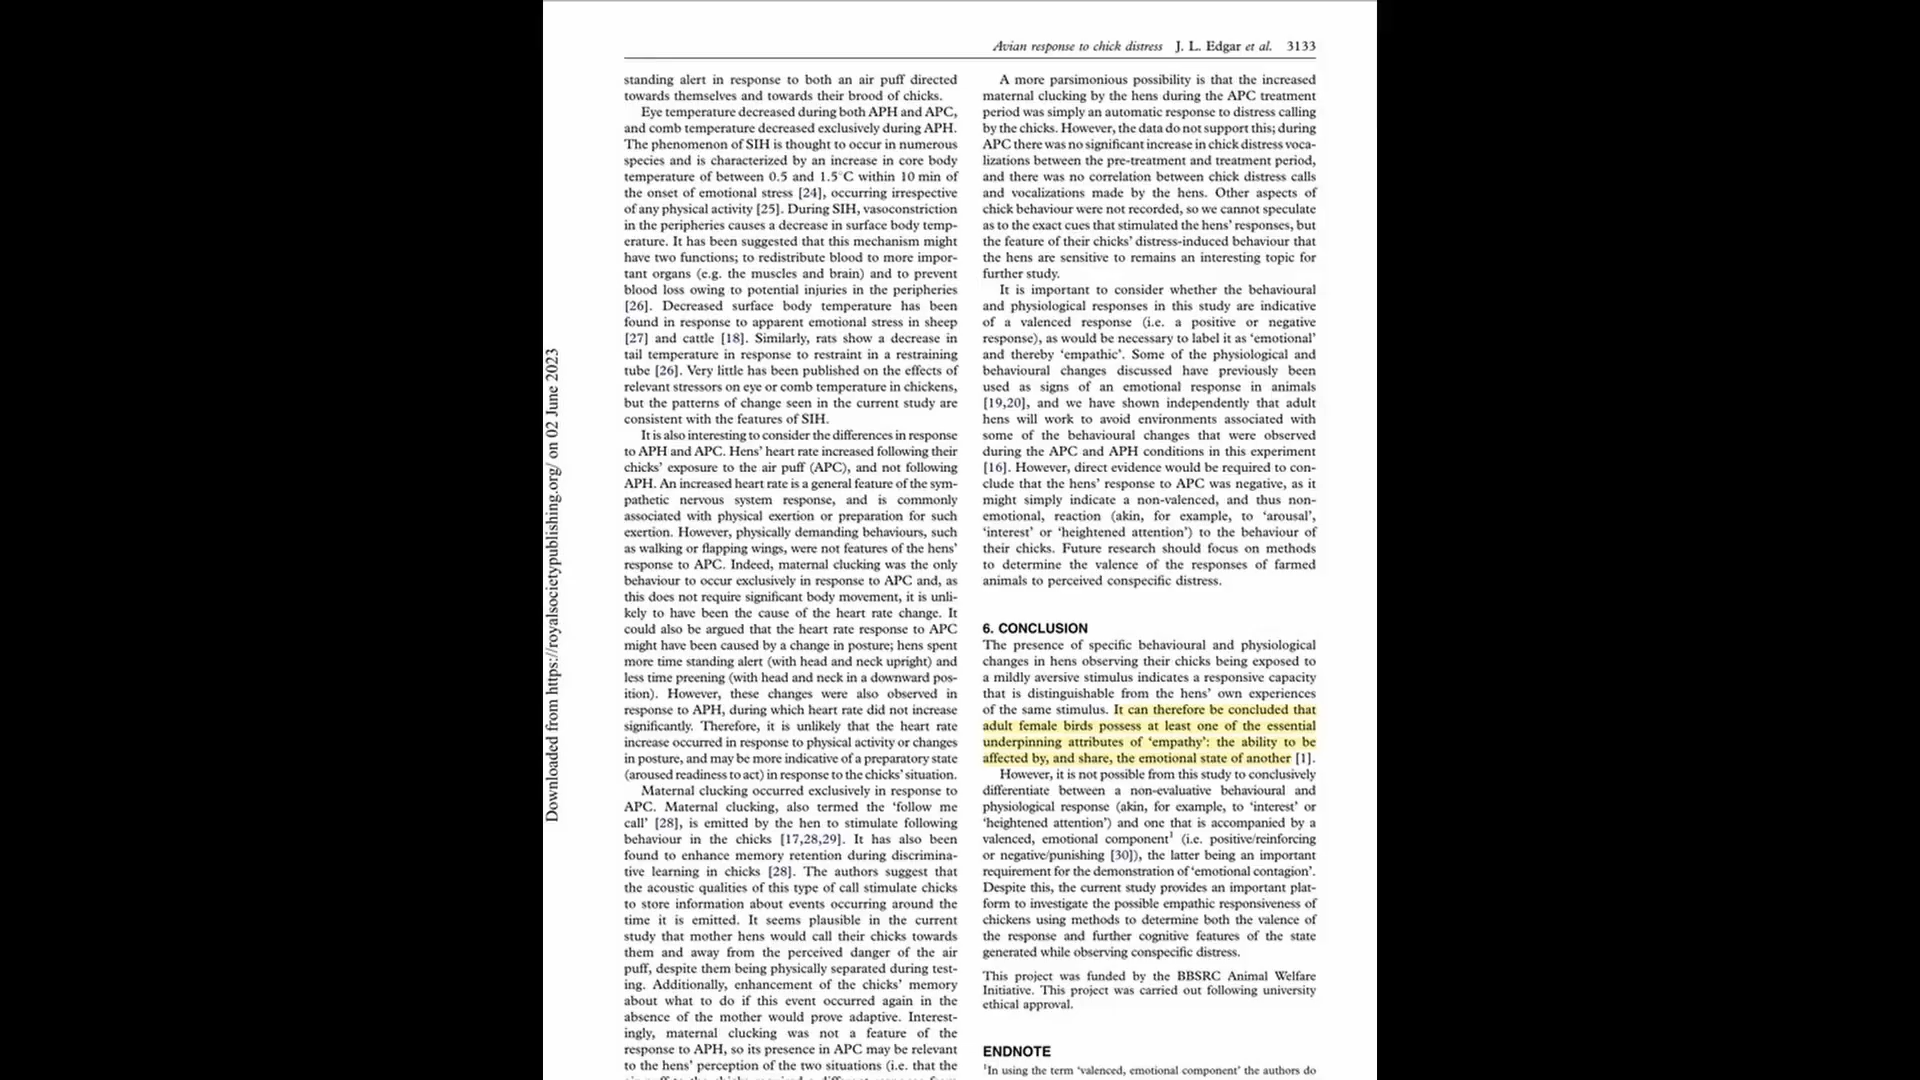 Avian response to chick distress J. L. Edgar et al. 3133
standing alert in response to both an air puff directed
towards themselves and towards their brood of chicks.
Eye temperature decreased during both APH and APC,
and comb temperature decreased exclusively during APH.
The phenomenon of SIH is thought to occur in numerous
species and is characterized by an increase in core body
temperature of between 0.5 and 1.5°C within 10 min of
the onset of emotional stress [24], occurring irrespective
of any physical activity [25]. During SIH, vasoconstriction
in the peripheries causes a decrease in surface body temp-
erature. It has been suggested that this mechanism might
have two functions; to redistribute blood to more impor-
tant organs (e.g. the muscles and brain) and to prevent
blood loss owing to potential injuries in the peripheries
[26]. Decreased surface body temperature has been
found in response to apparent emotional stress in sheep
[27] and cattle [18]. Similarly, rats show a decrease in
tail temperature in response to restraint in a restraining
tube [26]. Very little has been published on the effects of
relevant stressors on eye or comb temperature in chickens,
but the patterns of change seen in the current study are
consistent with the features of SIH.
It is also interesting to consider the differences in response
to APH and APC. Hens' heart rate increased following their
chicks' exposure to the air puff (APC), and not following
APH. An increased heart rate is a general feature of the sym-
pathetic nervous system response, and is commonly
associated with physical exertion or preparation for such
exertion. However, physically demanding behaviours, such
as walking or flapping wings, were not features of the hens'
response to APC. Indeed, maternal clucking was the only
behaviour to occur exclusively in response to APC and, as
this does not require significant body movement, it is unli-
kely to have been the cause of the heart rate change. It
could also be argued that the heart rate response to APC
might have been caused by a change in posture; hens spent
more time standing alert (with head and neck upright) and
less time preening (with head and neck in a downward pos-
ition). However, these changes were also observed in
response to APH, during which heart rate did not increase
significantly. Therefore, it is unlikely that the heart rate
increase occurred in response to physical activity or changes
in posture, and may be more indicative of a preparatory state
(aroused readiness to act) in response to the chicks' situation.
Maternal clucking occurred exclusively in response to
APC. Maternal clucking, also termed the 'follow me
call' [28], is emitted by the hen to stimulate following
behaviour in the chicks [17,28,29]. It has also been
found to enhance memory retention during discrimina-
tive learning in chicks [28]. The authors suggest that
the acoustic qualities of this type of call stimulate chicks
to store information about events occurring around the
time it is emitted. It seems plausible in the current
study that mother hens would call their chicks towards
them and away from the perceived danger of the air
puff, despite them being physically separated during test-
ing. Additionally, enhancement of the chicks' memory
about what to do if this event occurred again in the
absence of the mother would prove adaptive. Interest-
ingly, maternal clucking was not a feature of the
response to APH, so its presence in APC may be relevant
to the hens' perception of the two situations (i.e. that the
A more parsimonious possibility is that the increased
maternal clucking by the hens during the APC treatment
period was simply an automatic response to distress calling
by the chicks. However, the data do not support this; during
APC there was no significant increase in chick distress voca-
lizations between the pre-treatment and treatment period,
and there was no correlation between chick distress calls
and vocalizations made by the hens. Other aspects of
chick behaviour were not recorded, so we cannot speculate
as to the exact cues that stimulated the hens' responses, but
the feature of their chicks' distress-induced behaviour that
the hens are sensitive to remains an interesting topic for
further study.
It is important to consider whether the behavioural
and physiological responses in this study are indicative
of a valenced response (i.e. a positive or negative
response), as would be necessary to label it as 'emotional'
and thereby 'empathic'. Some of the physiological and
behavioural changes discussed have previously been
used as signs of an emotional response in animals
[19,20], and we have shown independently that adult
hens will work to avoid environments associated with
some of the behavioural changes that were observed
during the APC and APH conditions in this experiment
[16]. However, direct evidence would be required to con-
clude that the hens' response to APC was negative, as it
might simply indicate a non-valenced, and thus non-
emotional, reaction (akin, for example, to 'arousal',
'interest' or 'heightened attention') to the behaviour of
their chicks. Future research should focus on methods
to determine the valence of the responses of farmed
animals to perceived conspecific distress.
6. CONCLUSION
The presence of specific behavioural and physiological
changes in hens observing their chicks being exposed to
a mildly aversive stimulus indicates a responsive capacity
that is distinguishable from the hens' own experiences
of the same stimulus. It can therefore be concluded that
adult female birds possess at least one of the essential
underpinning attributes of 'empathy': the ability to be
affected by, and share, the emotional state of another [1].
However, it is not possible from this study to conclusively
differentiate between a non-evaluative behavioural and
physiological response (akin, for example, to 'interest' or
'heightened attention') and one that is accompanied by a
valenced, emotional component¹ (i.e. positive/reinforcing
or negative/punishing [30]), the latter being an important
requirement for the demonstration of 'emotional contagion'.
Despite this, the current study provides an important plat-
form to investigate the possible empathic responsiveness of
chickens using methods to determine both the valence of
the response and further cognitive features of the state
generated while observing conspecific distress.
This project was funded by the BBSRC Animal Welfare
Initiative. This project was carried out following university
ethical approval.
ENDNOTE
¹In using the term 'valenced, emotional component' the authors do
Downloaded from https://royalsocietypublishing.org/ on 02 June 2023